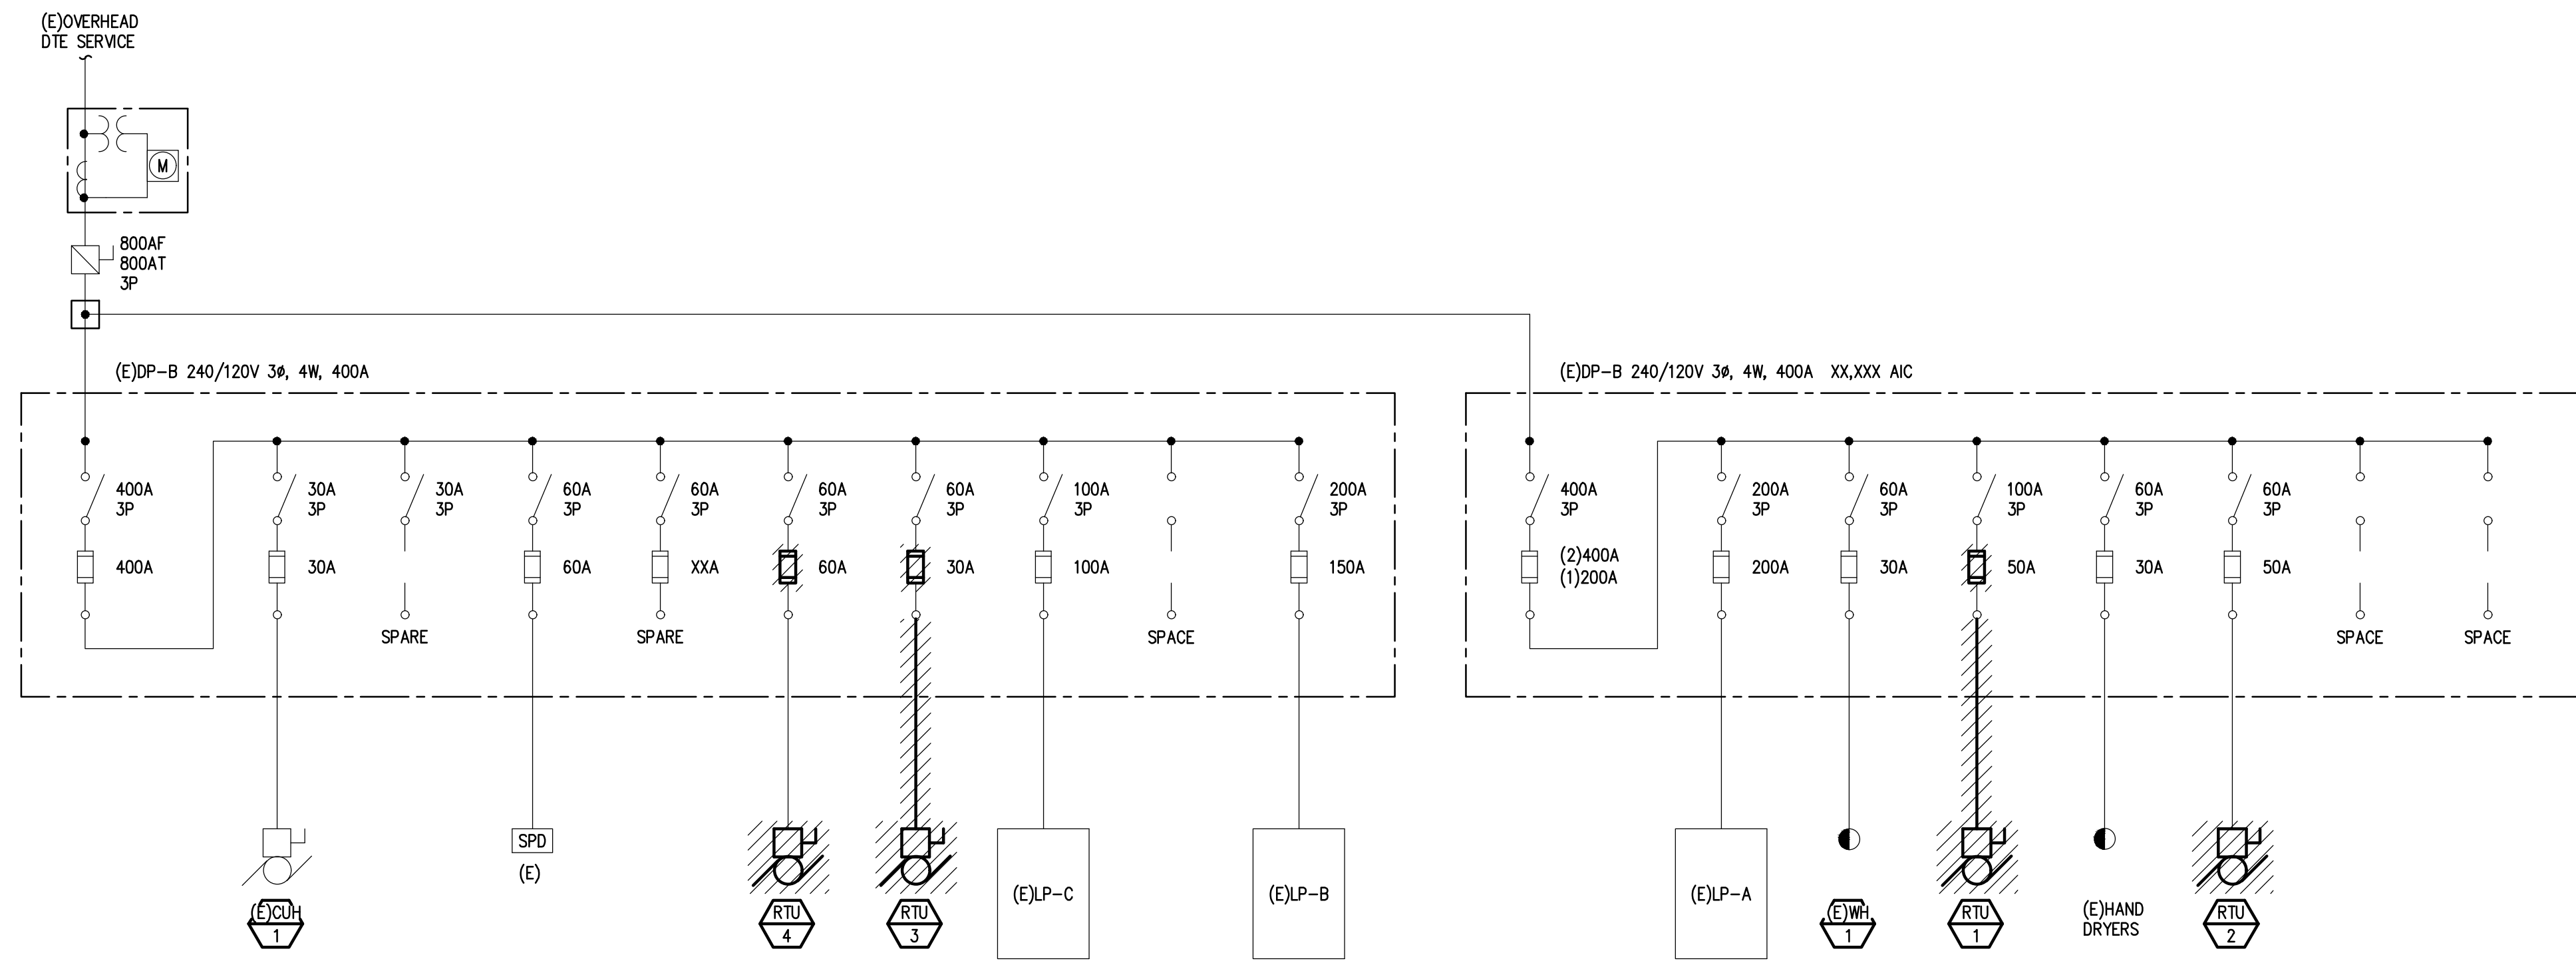 (E)OVERHEAD
DTE SERVICE
M
800AF
800AT
3P
(E)DP-B 240/120V 3ø, 4W, 400A
400A
3P
400A
30A
3P
30A
30A
3P
SPARE
60A
3P
60A
60A
3P
XXA
SPARE
60A
3P
60A
60A
3P
30A
100A
3P
100A
SPACE
200A
3P
150A
(E)CUH
1
SPD
(E)
RTU
4
RTU
3
(E)LP-C
(E)LP-B
(E)DP-B 240/120V 3ø, 4W, 400A XX,XXX AIC
400A
3P
(2)400A
(1)200A
200A
3P
200A
60A
3P
30A
100A
3P
50A
60A
3P
30A
60A
3P
50A
SPACE
SPACE
(E)LP-A
(E)WH
1
RTU
1
(E)HAND
DRYERS
RTU
2